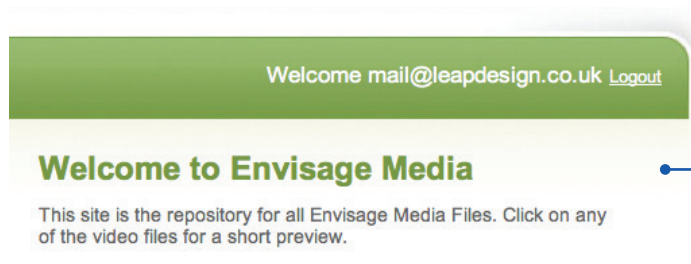 Welcome mail@leapdesign.co.uk Logout
Welcome to Envisage Media
This site is the repository for all Envisage Media Files. Click on any
of the video files for a short preview.